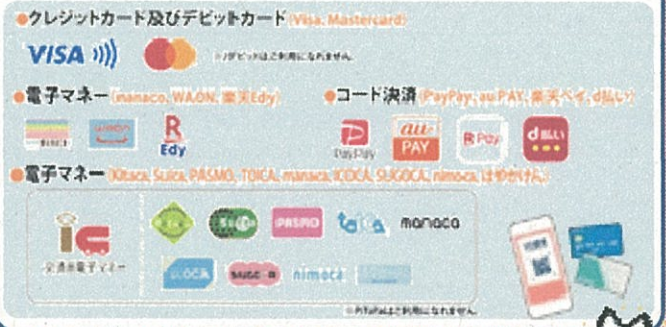 ●クレジットカード及びデビットカード(Visa, Mastercard)
VISA
※Jデビットはご利用になれません。
●電子マネー(nanaco, WAON, 楽天Edy) ●コード決済(PayPay, au PAY, 楽天ペイ, d払い)
R Edy PayPay au PAY R Pay d払い
●電子マネー(Kitaca, Suica, PASMO, TOICA, manaca, ICOCA, SUGOCA, nimoca, はやかけん)
交通系電子マネー
Suica PASMO TOICA manaca
ICOCA SUGOCA nimoca
※PiTaPaはご利用になれません。